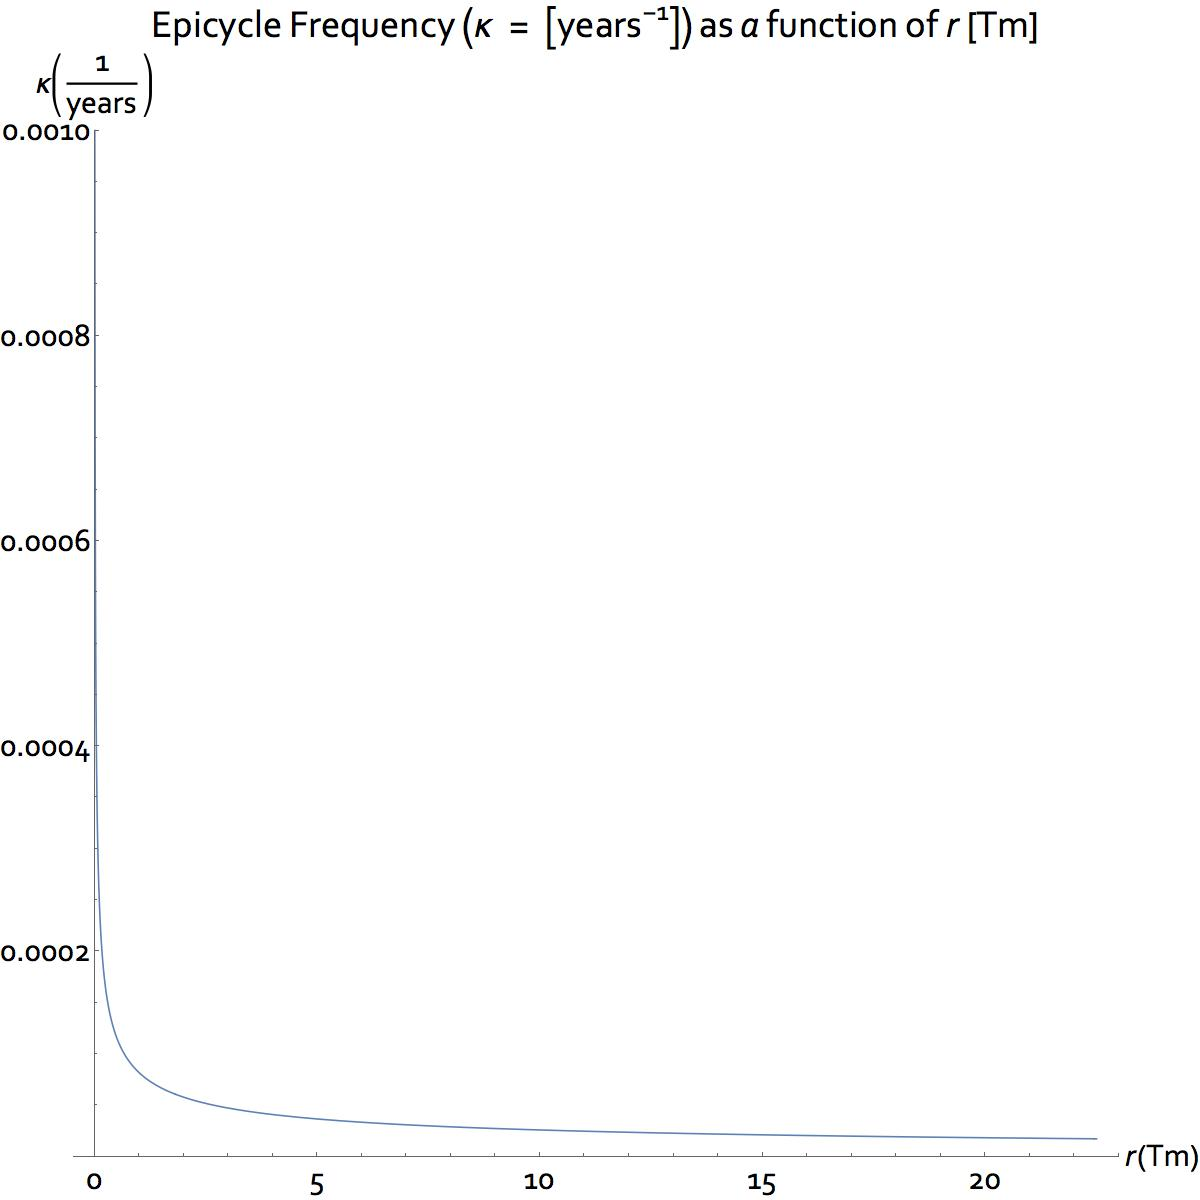 Epicycle Frequency (κ = [years⁻¹]) as a function of r [Tm]
κ(1/years)
0.0010
0.0008
0.0006
0.0004
0.0002
0 5 10 15 20
r(Tm)